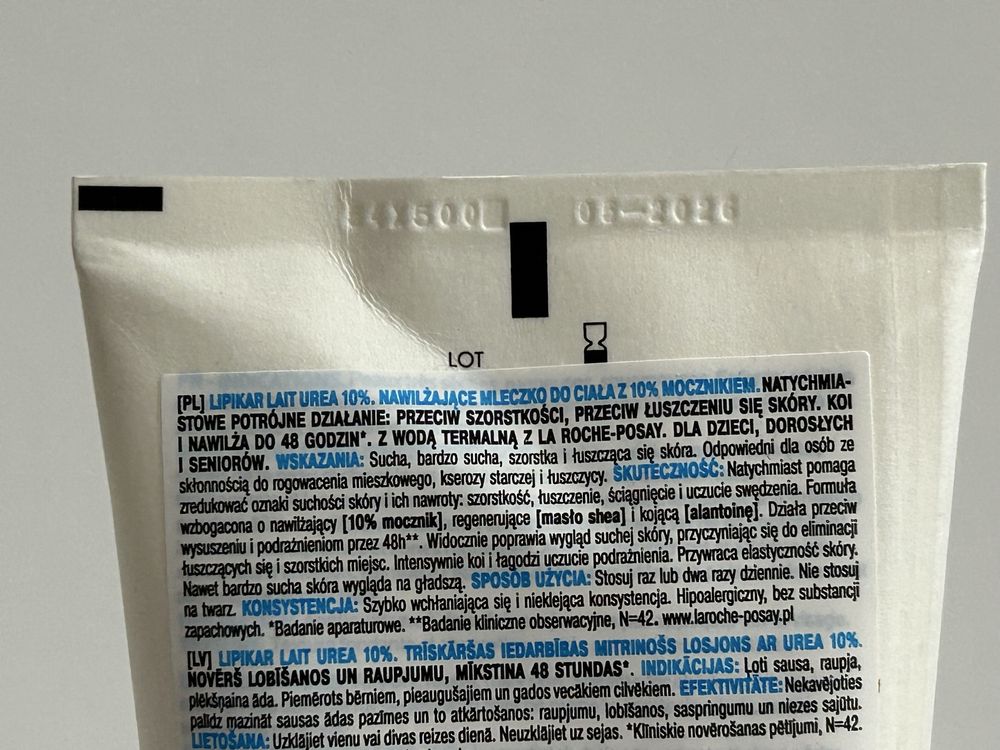 06-2026
LOT
[PL] LIPIKAR LAIT UREA 10%. NAWILŻAJĄCE MLECZKO DO CIAŁA Z 10% MOCZNIKIEM. NATYCHMIA-
STOWE POTRÓJNE DZIAŁANIE: PRZECIW SZORSTKOŚCI, PRZECIW ŁUSZCZENIU SIĘ SKÓRY. KOI
I NAWILŻA DO 48 GODZIN*. Z WODĄ TERMALNĄ Z LA ROCHE-POSAY. DLA DZIECI, DOROSŁYCH
I SENIORÓW. WSKAZANIA: Sucha, bardzo sucha, szorstka i łuszcząca się skóra. Odpowiedni dla osób ze
skłonnością do rogowacenia mieszkowego, kserozy starczej i łuszczycy. SKUTECZNOŚĆ: Natychmiast pomaga
zredukować oznaki suchości skóry i ich nawroty: szorstkość, łuszczenie, ściągnięcie i uczucie swędzenia. Formuła
wzbogacona o nawilżający [10% mocznik], regenerujące [masło shea] i kojącą [alantoinę]. Działa przeciw
wysuszeniu i podrażnieniom przez 48h**. Widocznie poprawia wygląd suchej skóry, przyczyniając się do eliminacji
łuszczących się i szorstkich miejsc. Intensywnie koi i łagodzi uczucie podrażnienia. Przywraca elastyczność skóry.
Nawet bardzo sucha skóra wygląda na gładszą. SPOSÓB UŻYCIA: Stosuj raz lub dwa razy dziennie. Nie stosuj
na twarz. KONSYSTENCJA: Szybko wchłaniająca się i nieklejąca konsystencja. Hipoalergiczny, bez substancji
zapachowych. *Badanie aparaturowe. **Badanie kliniczne obserwacyjne, N=42. www.laroche-posay.pl
[LV] LIPIKAR LAIT UREA 10%. TRĪSKĀRŠAS IEDARBĪBAS MITRINOŠS LOSJONS AR UREA 10%.
NOVĒRŠ LOBĪŠANOS UN RAUPJUMU, MĪKSTINA 48 STUNDAS*. INDIKĀCIJAS: Ļoti sausa, raupja,
plēkšņaina āda. Piemērots bērniem, pieaugušajiem un gados vecākiem cilvēkiem. EFEKTIVITĀTE: Nekavējoties
palīdz mazināt sausas ādas pazīmes un to atkārtošanos: raupjumu, lobīšanos, saspringumu un niezes sajūtu.
LIETOŠANA: Uzklājiet vienu vai divas reizes dienā. Neuzklājiet uz sejas. *Klīniskie novērošanas pētījumi, N=42.